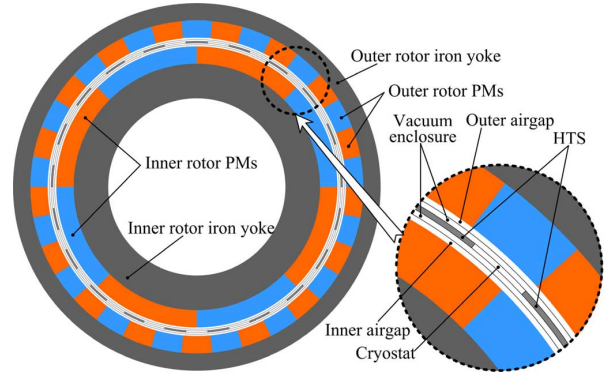 Outer rotor iron yoke
Outer rotor PMs
Vacuum
enclosure
Outer airgap
HTS
Inner rotor PMs
Inner rotor iron yoke
Inner airgap
Cryostat